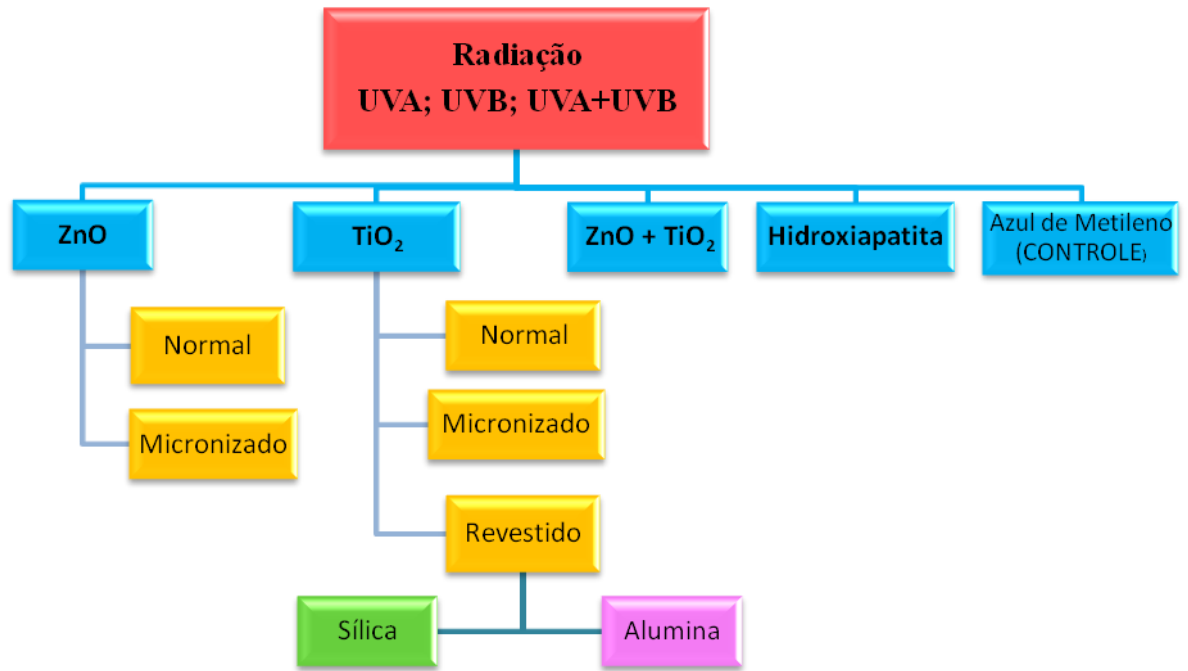 Radiação
UVA; UVB; UVA+UVB
ZnO
TiO₂
ZnO + TiO₂
Hidroxiapatita
Azul de Metileno
(CONTROLE)
Normal
Micronizado
Normal
Micronizado
Revestido
Sílica
Alumina